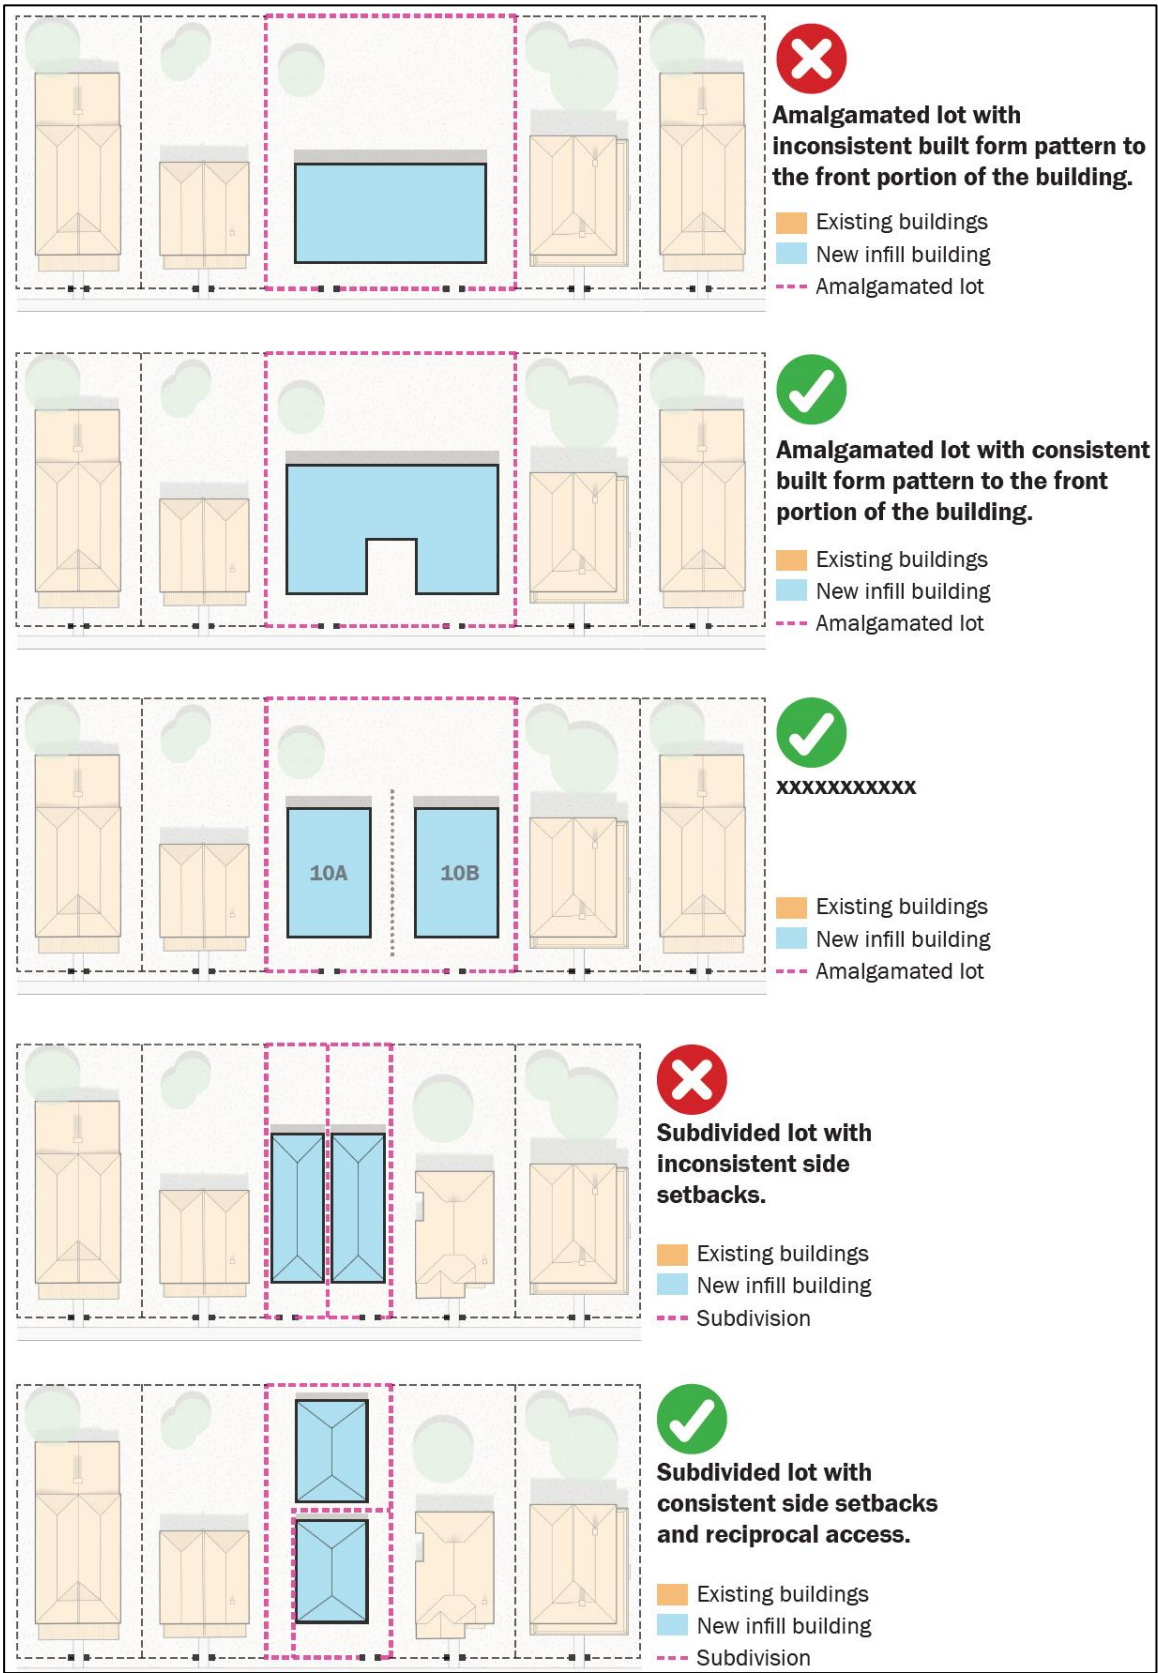 Amalgamated lot with
inconsistent built form pattern to
the front portion of the building.
Existing buildings
New infill building
Amalgamated lot
Amalgamated lot with consistent
built form pattern to the front
portion of the building.
Existing buildings
New infill building
Amalgamated lot
10A
10B
xxxxxxxxxxx
Existing buildings
New infill building
Amalgamated lot
Subdivided lot with
inconsistent side
setbacks.
Existing buildings
New infill building
Subdivision
Subdivided lot with
consistent side setbacks
and reciprocal access.
Existing buildings
New infill building
Subdivision